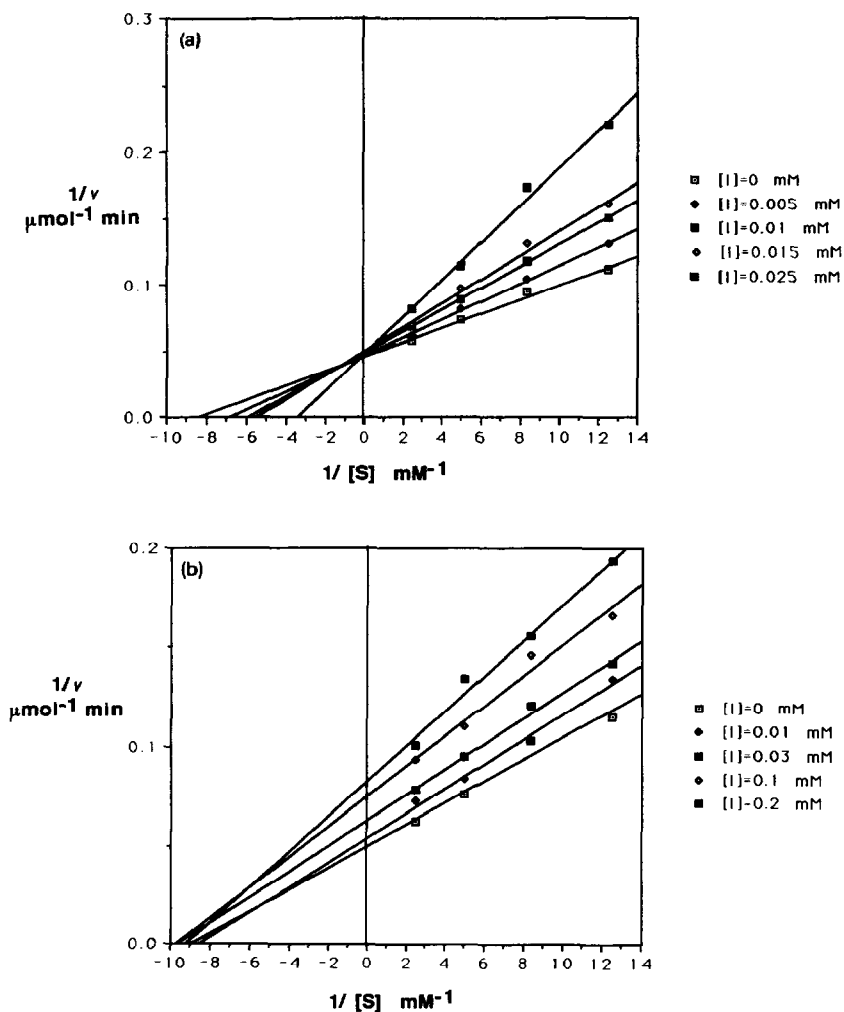 (a)
0.3
0.2
0.1
0.0
1/v
μmol-1 min
-10 -8 -6 -4 -2 0 2 4 6 8 10 12 14
1/ [S] mM-1
[I]=0 mM
[I]=0.005 mM
[I]=0.01 mM
[I]=0.015 mM
[I]=0.025 mM
(b)
0.2
0.1
0.0
1/v
μmol-1 min
-10 -8 -6 -4 -2 0 2 4 6 8 10 12 14
1/ [S] mM-1
[I]=0 mM
[I]=0.01 mM
[I]=0.03 mM
[I]=0.1 mM
[I]-0.2 mM